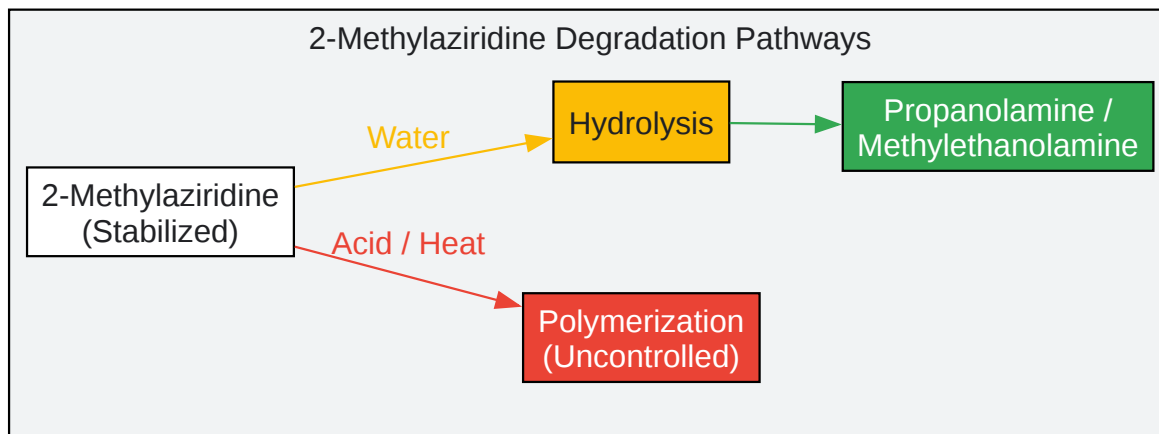 2-Methylaziridine Degradation Pathways
Water
Hydrolysis
Propanolamine /
Methylethanolamine
2-Methylaziridine
(Stabilized)
Acid / Heat
Polymerization
(Uncontrolled)